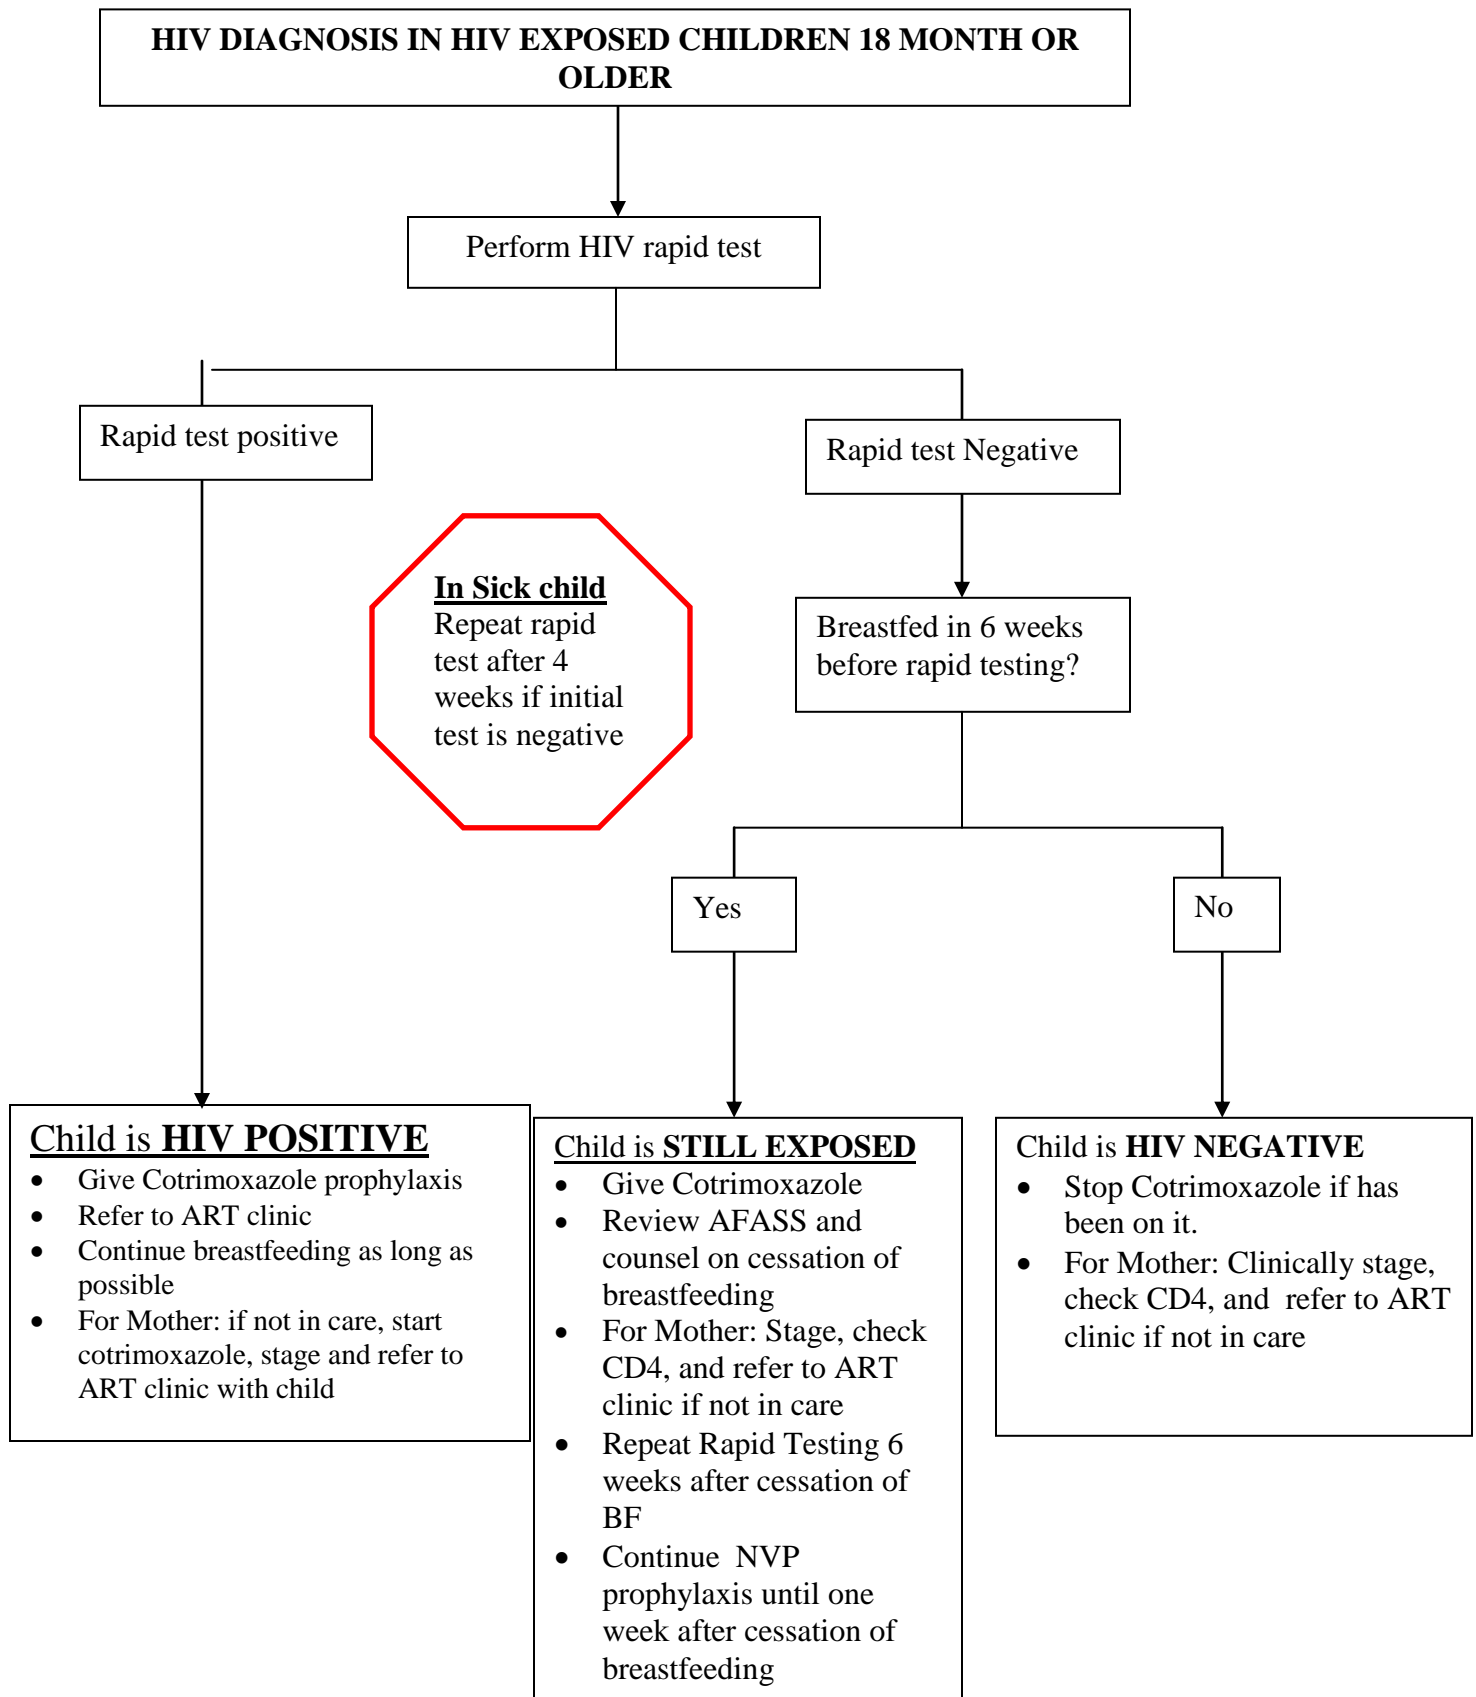 HIV DIAGNOSIS IN HIV EXPOSED CHILDREN 18 MONTH OR
OLDER
Perform HIV rapid test
Rapid test positive
Rapid test Negative
In Sick child
Repeat rapid
test after 4
weeks if initial
test is negative
Breastfed in 6 weeks
before rapid testing?
Yes
No
Child is HIV POSITIVE
• Give Cotrimoxazole prophylaxis
• Refer to ART clinic
• Continue breastfeeding as long as
possible
• For Mother: if not in care, start
cotrimoxazole, stage and refer to
ART clinic with child
Child is STILL EXPOSED
• Give Cotrimoxazole
• Review AFASS and
counsel on cessation of
breastfeeding
• For Mother: Stage, check
CD4, and refer to ART
clinic if not in care
• Repeat Rapid Testing 6
weeks after cessation of
BF
• Continue NVP
prophylaxis until one
week after cessation of
breastfeeding
Child is HIV NEGATIVE
• Stop Cotrimoxazole if has
been on it.
• For Mother: Clinically stage,
check CD4, and refer to ART
clinic if not in care